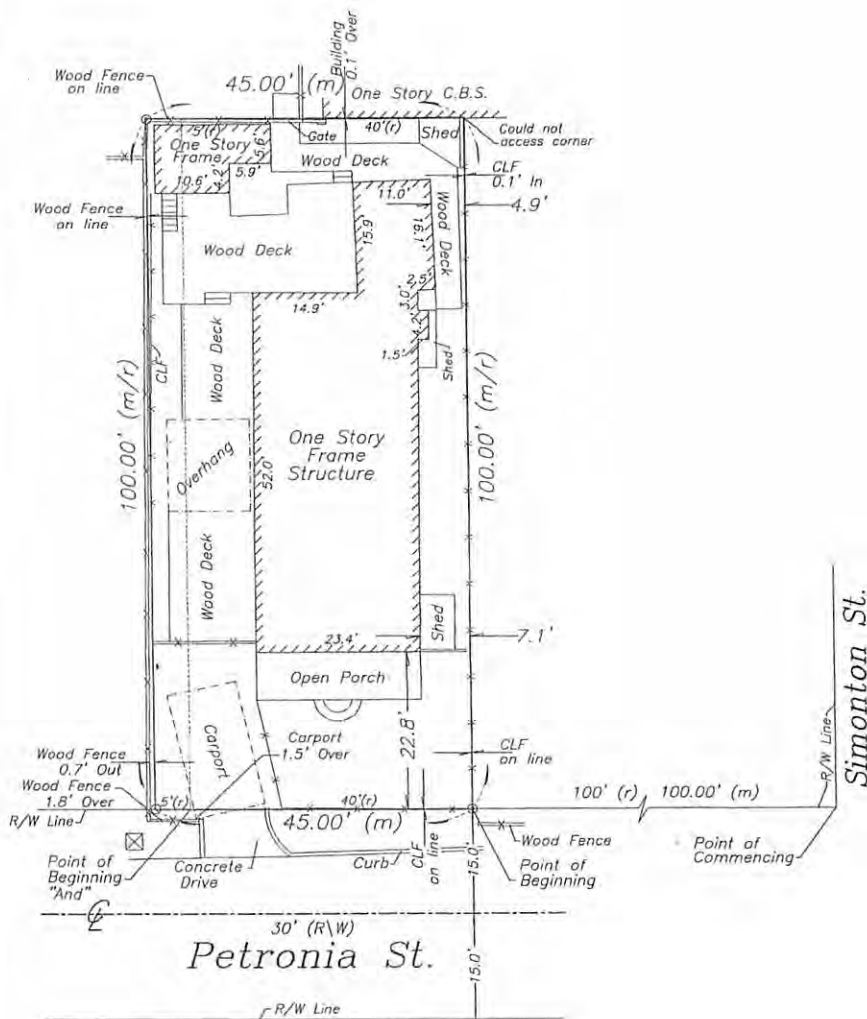 Wood Fence
on line
45.00' (m)
Building
0.1' Over
One Story C.B.S.
5'(r)
Gate
40'(r)
Shed
Could not
access corner
One Story
Frame
5.6'
Wood Deck
10.6'
4.2'
5.9'
CLF
0.1' In
11.0'
4.9'
Wood Fence
on line
Wood Deck
15.9'
16.1'
Wood Deck
2.5'
3.0'
14.9'
1.5'
Shed
CLF
Wood Deck
100.00' (m/r)
100.00' (m/r)
One Story
Frame
Structure
Overhang
52.0'
Wood Deck
Shed
23.4'
7.1'
Open Porch
Simonton St.
Carport
Carport
1.5' Over
22.8'
CLF
on line
Wood Fence
0.7' Out
Wood Fence
1.8' Over
R/W Line
5'(r)
40'(r)
45.00' (m)
100' (r)
100.00' (m)
R/W Line
Wood Fence
Point of
Commencing
Point of
Beginning
"And"
Concrete
Drive
Curb
CLF
on line
15.0'
Point of
Beginning
℄
30' (R\W)
Petronia St.
15.0'
R/W Line